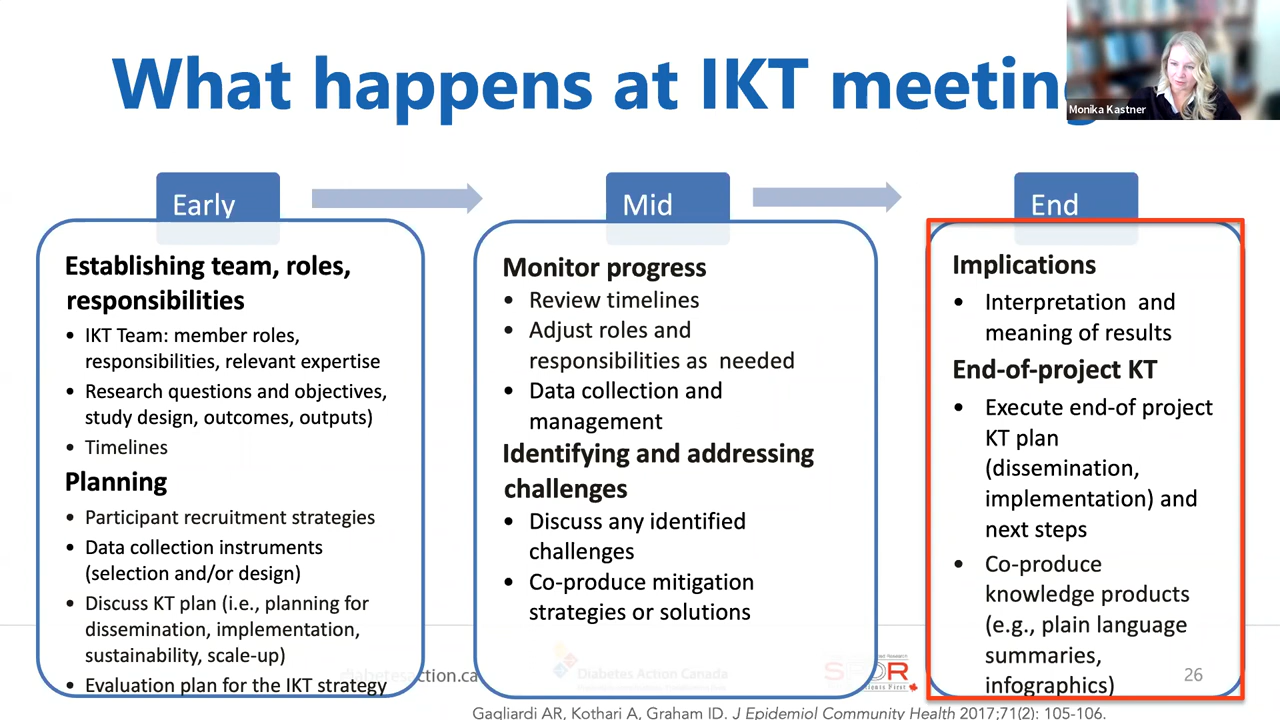 What happens at IKT meeting
Monika Kastner
Early
Mid
End
Establishing team, roles,
responsibilities
• IKT Team: member roles,
responsibilities, relevant expertise
• Research questions and objectives,
study design, outcomes, outputs)
• Timelines
Planning
• Participant recruitment strategies
• Data collection instruments
(selection and/or design)
• Discuss KT plan (i.e., planning for
dissemination, implementation,
sustainability, scale-up)
• Evaluation plan for the IKT strategy
Monitor progress
• Review timelines
• Adjust roles and
responsibilities as needed
• Data collection and
management
Identifying and addressing
challenges
• Discuss any identified
challenges
• Co-produce mitigation
strategies or solutions
Implications
• Interpretation and
meaning of results
End-of-project KT
• Execute end-of project
KT plan
(dissemination,
implementation) and
next steps
• Co-produce
knowledge products
(e.g., plain language
summaries,
infographics)
diabetesaction.ca
Diabetes Action Canada
26
Gagliardi AR, Kothari A, Graham ID. J Epidemiol Community Health 2017;71(2): 105-106.